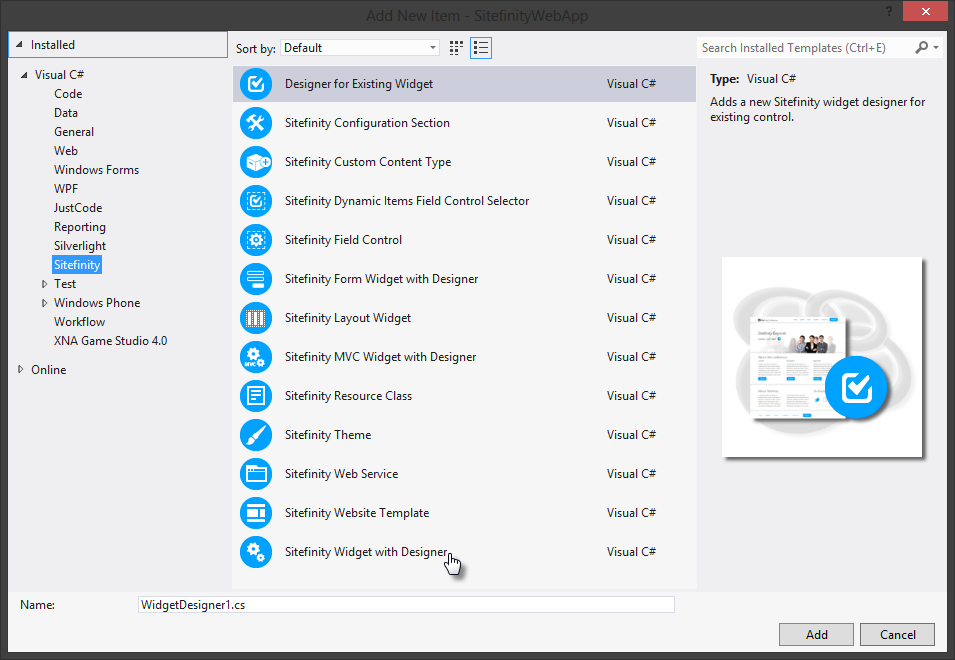 Add New Item - SitefinityWebApp
?
Installed
Sort by: Default
Search Installed Templates (Ctrl+E)
Visual C#
Code
Data
General
Web
Windows Forms
WPF
JustCode
Reporting
Silverlight
Sitefinity
Test
Windows Phone
Workflow
XNA Game Studio 4.0
Online
Designer for Existing Widget Visual C#
Sitefinity Configuration Section Visual C#
Sitefinity Custom Content Type Visual C#
Sitefinity Dynamic Items Field Control Selector Visual C#
Sitefinity Field Control Visual C#
Sitefinity Form Widget with Designer Visual C#
Sitefinity Layout Widget Visual C#
MVC Sitefinity MVC Widget with Designer Visual C#
Sitefinity Resource Class Visual C#
Sitefinity Theme Visual C#
Sitefinity Web Service Visual C#
Sitefinity Website Template Visual C#
Sitefinity Widget with Designer Visual C#
Type: Visual C#
Adds a new Sitefinity widget designer for
existing control.
Name: WidgetDesigner1.cs
Add Cancel